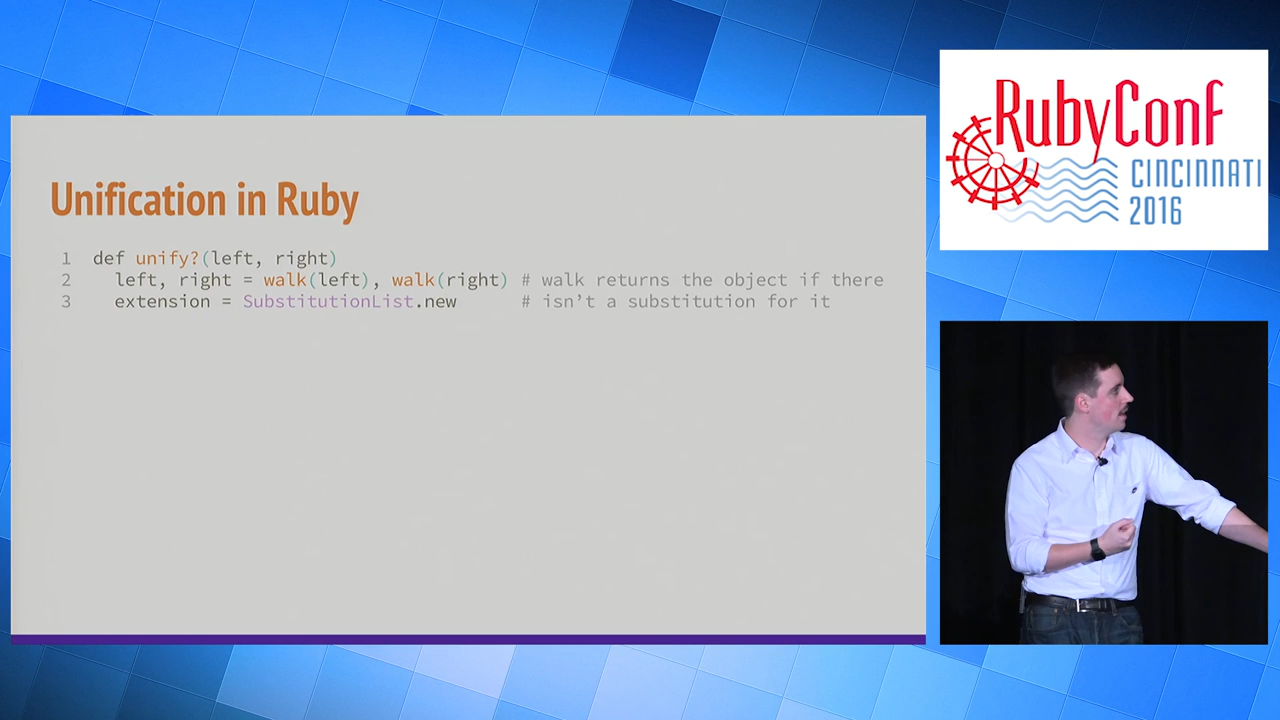 Unification in Ruby
1 def unify?(left, right)
2 left, right = walk(left), walk(right) # walk returns the object if there
3 extension = SubstitutionList.new # isn’t a substitution for it
RubyConf
CINCINNATI
2016